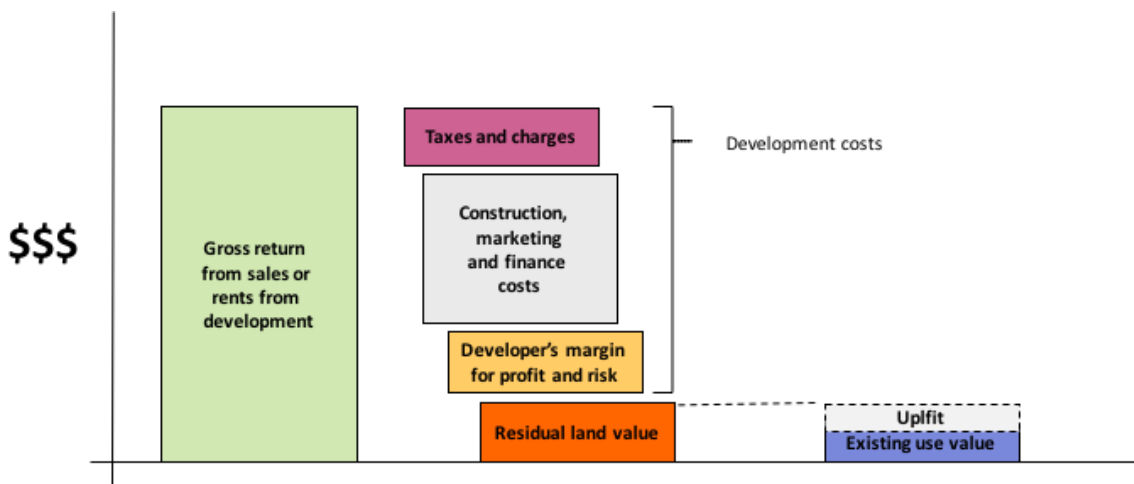 $$$
Gross return
from sales or
rents from
development
Taxes and charges
Construction,
marketing
and finance
costs
Developer's margin
for profit and risk
Residual land value
Development costs
Uplfit
Existing use value